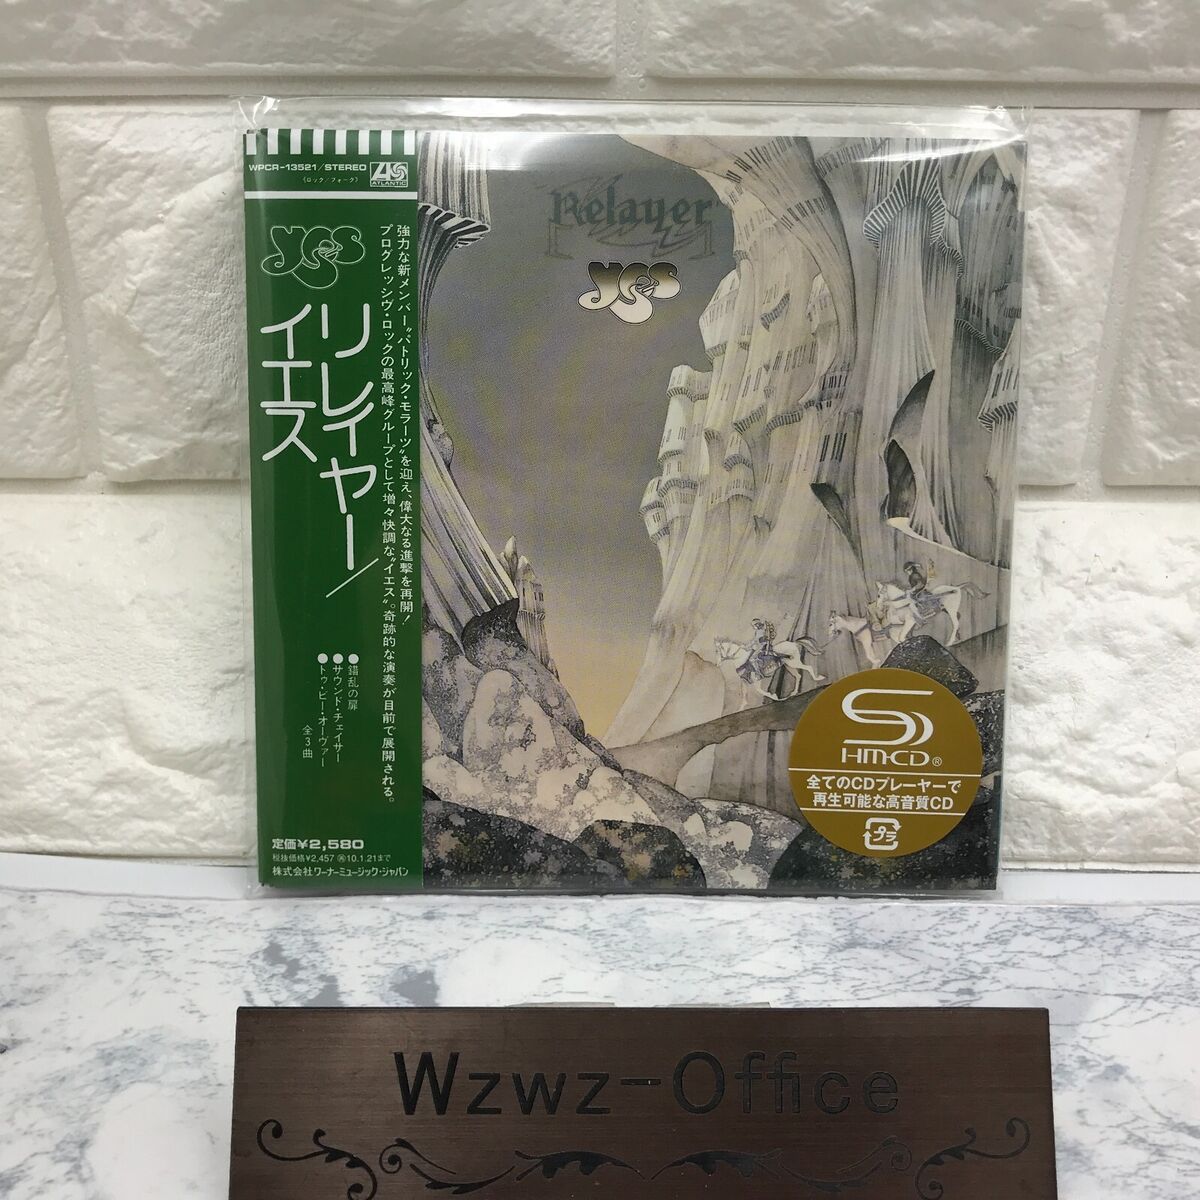 WPCR-13521/STEREO
(ロック/フォーク)
ATLANTIC
yes
リレイヤー/
イエス
強力な新メンバー"パトリック・モラーツ"を迎え、偉大なる進撃を再開!
プログレッシヴ・ロックの最高峰グループとして増々快調な"イエス"。奇跡的な演奏が目前で展開される。
●錯乱の扉
●サウンド・チェイサー
●トゥ・ビー・オーヴァー
全3曲
定価¥2,580
税抜価格¥2,457 ㊙10.1.21まで
株式会社ワーナーミュージック・ジャパン
Relayer
yes
HM-CD®
全てのCDプレーヤーで
再生可能な高音質CD
プラ
Wzwz-Office